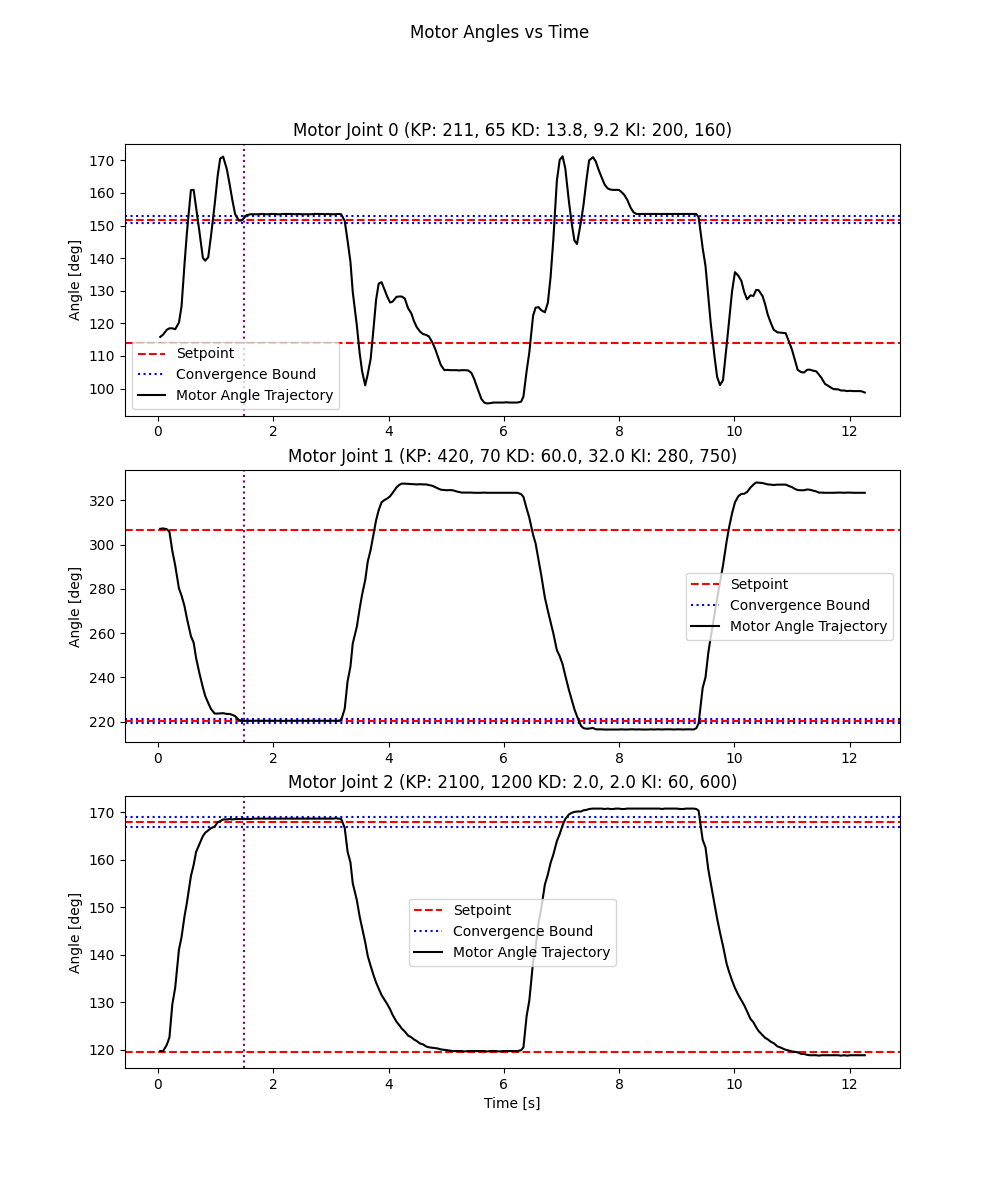 Motor Angles vs Time
Motor Joint 0 (KP: 211, 65 KD: 13.8, 9.2 KI: 200, 160)
170
160
150
140
130
120
110
100
Angle [deg]
Setpoint
Convergence Bound
Motor Angle Trajectory
0 2 4 6 8 10 12
Motor Joint 1 (KP: 420, 70 KD: 60.0, 32.0 KI: 280, 750)
320
300
280
260
240
220
Angle [deg]
Setpoint
Convergence Bound
Motor Angle Trajectory
0 2 4 6 8 10 12
Motor Joint 2 (KP: 2100, 1200 KD: 2.0, 2.0 KI: 60, 600)
170
160
150
140
130
120
Angle [deg]
Setpoint
Convergence Bound
Motor Angle Trajectory
0 2 4 6 8 10 12
Time [s]